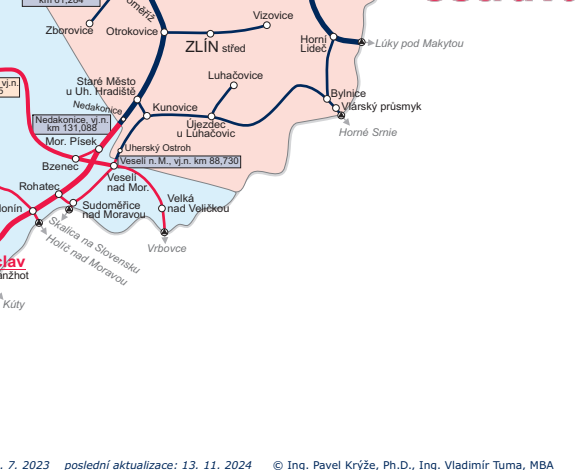 km 61,284
Zborovice
Otrokovice
Vizovice
ZLÍN střed
Horní
Lideč
Lúky pod Makytou
Luhačovice
Staré Město
u Uh. Hradiště
Nedakonice
Kunovice
Bylnice
Vlárský průsmyk
Horné Srnie
Nedakonice, vj.n.
km 131,088
Újezdec
u Luhačovic
Mor. Písek
Uherský Ostroh
Veselí n. M., vj.n. km 88,730
Bzenec
Veselí
nad Mor.
Rohatec
Sudoměřice
nad Moravou
Velká
nad Veličkou
Skalica na Slovensku
Holíč nad Moravou
Vrbovce
Kúty
. 7. 2023 poslední aktualizace: 13. 11. 2024 © Ing. Pavel Krýže, Ph.D., Ing. Vladimír Tuma, MBA